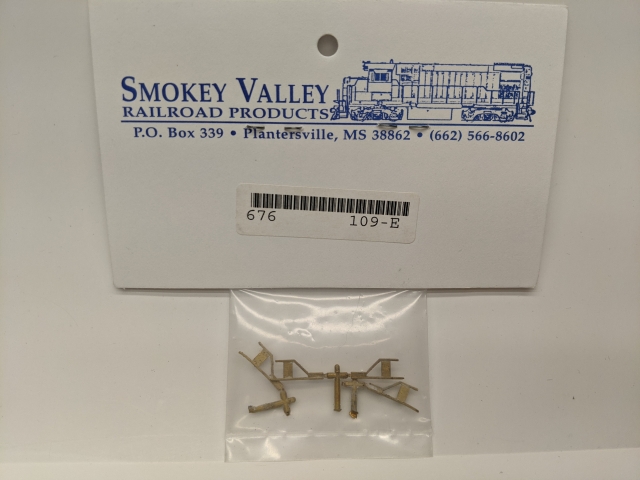 SMOKEY VALLEY
RAILROAD PRODUCTS
P.O. Box 339 • Plantersville, MS 38862 • (662) 566-8602
676 109-E